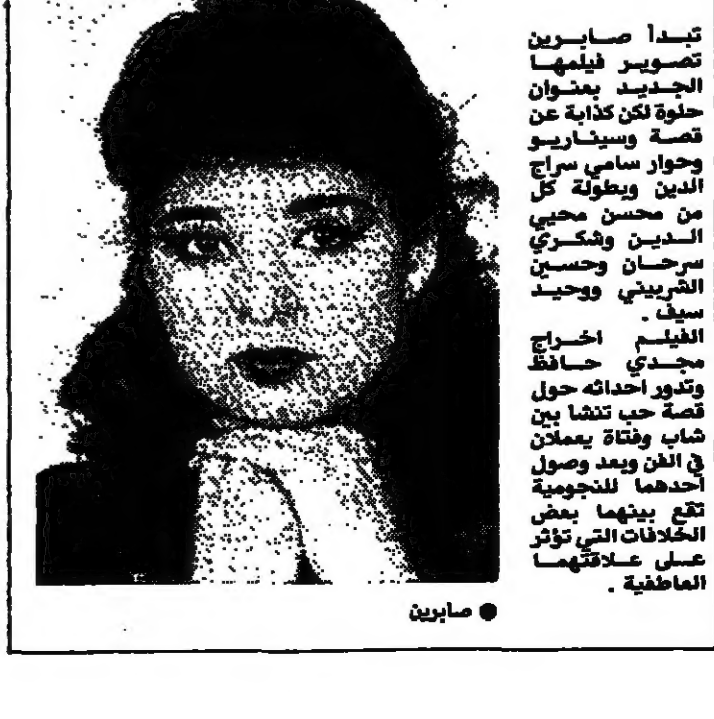 تبدأ صابرين
تصوير فيلمها
الجديد بعنوان
حلوة لكن كذابة عن
قصة وسيناريو
وحوار سامي سراج
الدين وبطولة كل
من محسن محيي
الدين وشكري
سرحان وحسين
الشربيني ووحيد
سيف .
الفيلم اخراج
مجدي حافظ
وتدور احداثه حول
قصة حب تنشا بين
شاب وفتاة يعملان
في الفن وبعد وصول
أحدهما للنجومية
تقع بينهما بعض
الخلافات التي تؤثر
على علاقتهما
العاطفية .
● صابرين